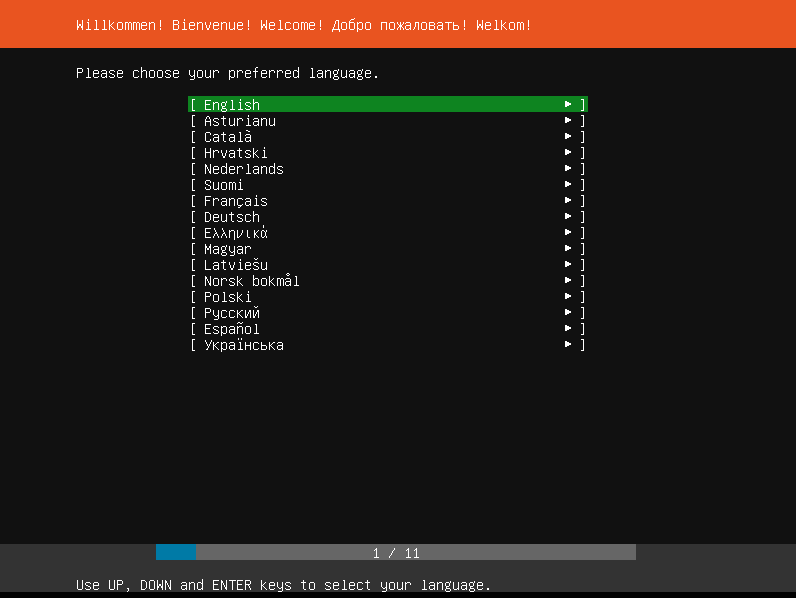 Willkommen! Bienvenue! Welcome! Добро пожаловать! Welkom!
Please choose your preferred language.
[ English ► ]
[ Asturianu ► ]
[ Català ► ]
[ Hrvatski ► ]
[ Nederlands ► ]
[ Suomi ► ]
[ Français ► ]
[ Deutsch ► ]
[ Ελληνικά ► ]
[ Magyar ► ]
[ Latviešu ► ]
[ Norsk bokmål ► ]
[ Polski ► ]
[ Русский ► ]
[ Español ► ]
[ Українська ► ]
1 / 11
Use UP, DOWN and ENTER keys to select your language.